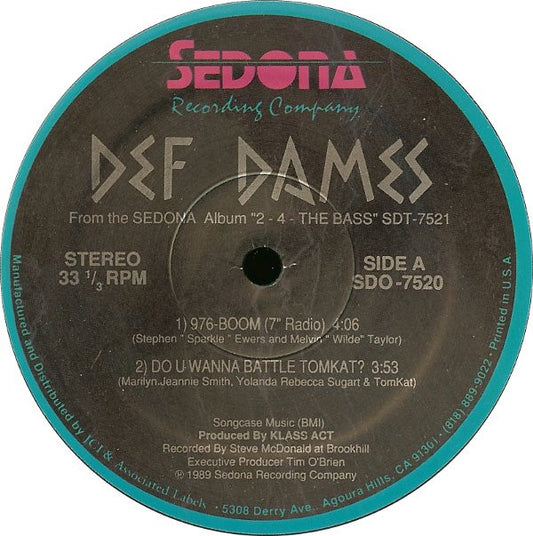 SEDONA
Recording Company
DEF DAMES
From the SEDONA Album "2 - 4 - THE BASS" SDT-7521
STEREO
33 1/3 RPM
SIDE A
SDO-7520
1) 976-BOOM (7" Radio) 4:06
(Stephen " Sparkle " Ewers and Melvin " Wilde" Taylor)
2) DO U WANNA BATTLE TOMKAT? 3:53
(Marilyn Jeannie Smith, Yolanda Rebecca Sugart & TomKat)
Songcase Music (BMI)
Produced By KLASS ACT
Recorded By Steve McDonald at Brookhill
Executive Producer Tim O'Brien
℗ 1989 Sedona Recording Company
Manufactured and Distributed by JCI & Associated Labels · 5308 Derry Ave., Agoura Hills, CA 91301 · (818) 889-9022 · Printed in U.S.A.